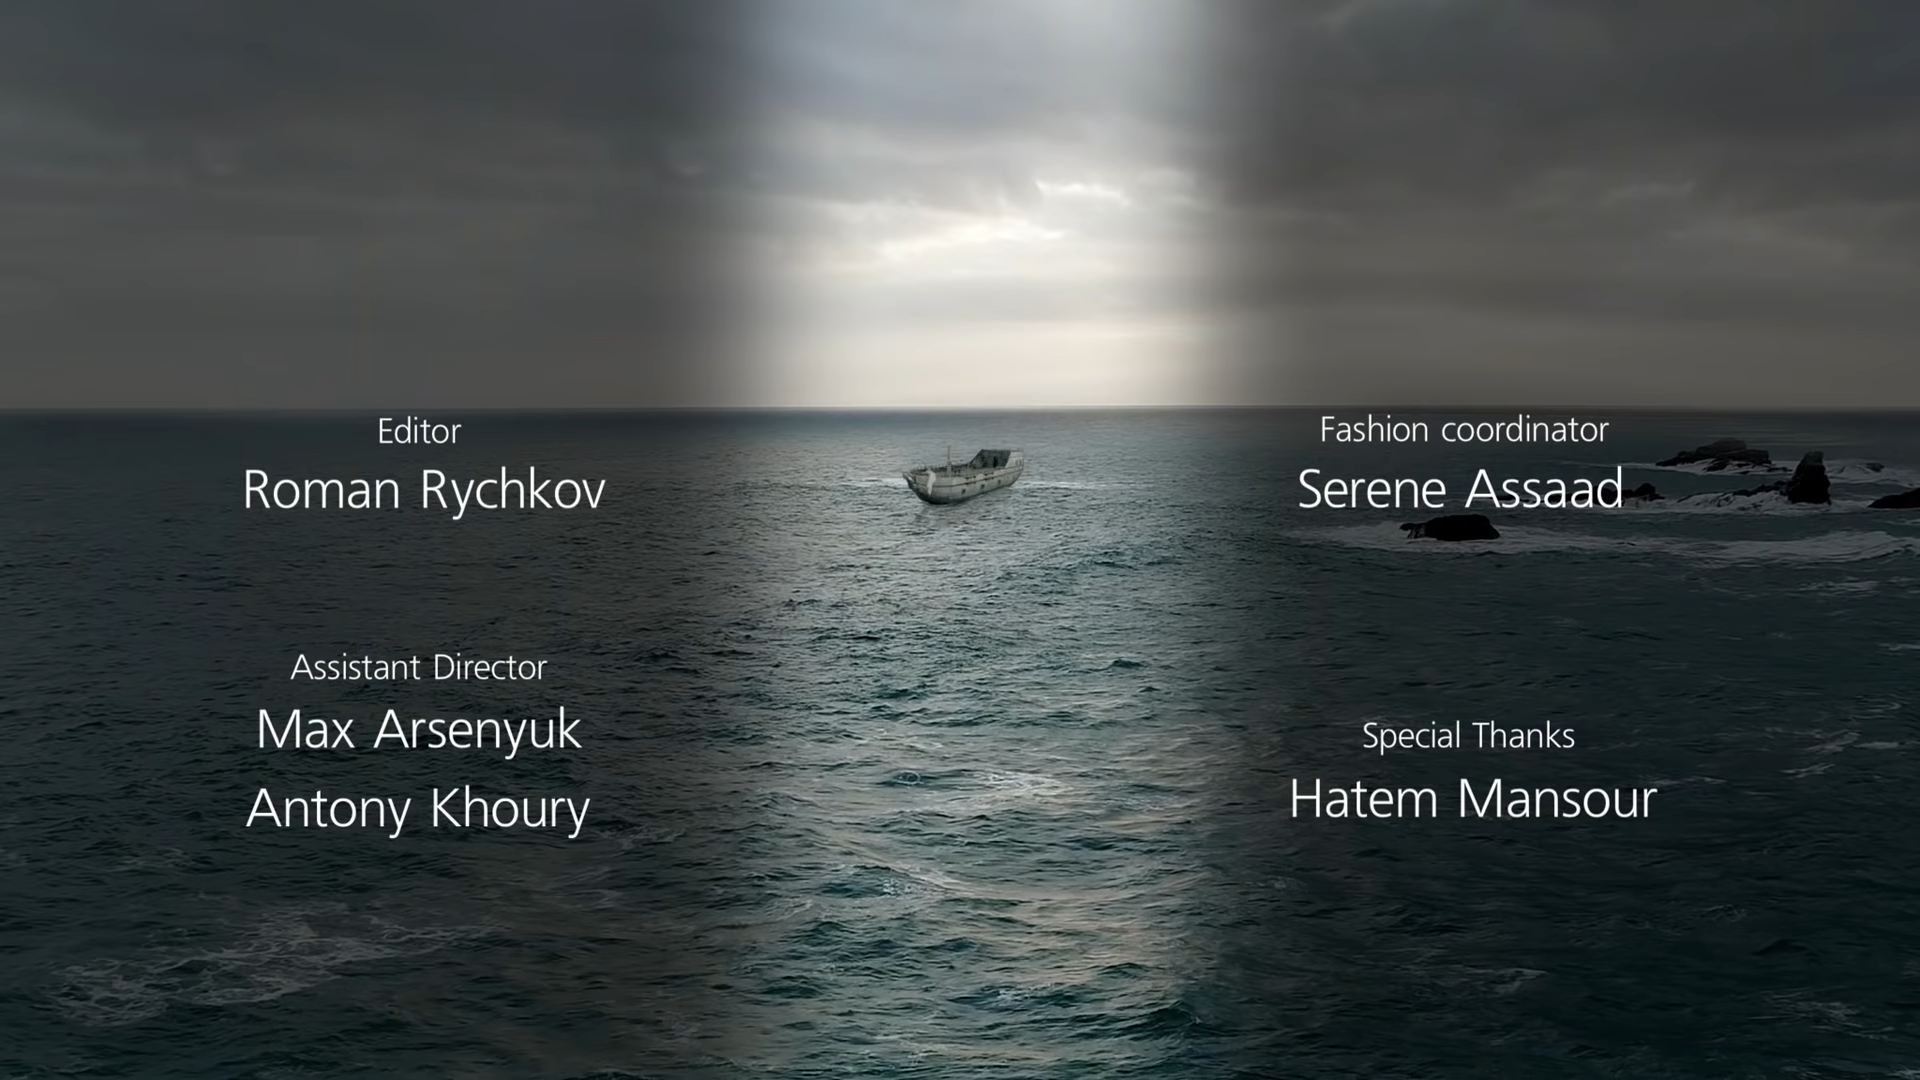 Editor
Roman Rychkov
Assistant Director
Max Arsenyuk
Antony Khoury
Fashion coordinator
Serene Assaad
Special Thanks
Hatem Mansour